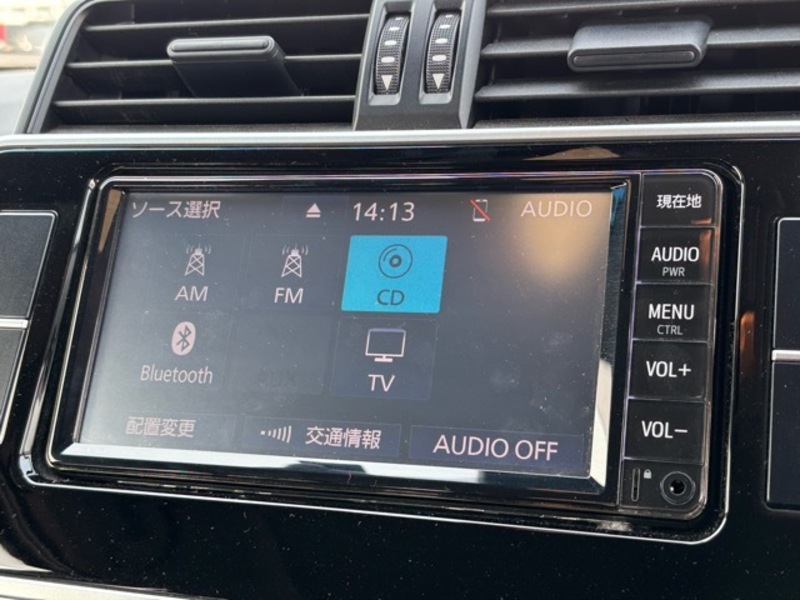 ソース選択 14:13 AUDIO
AM FM CD
Bluetooth TV
配置変更 交通情報 AUDIO OFF
現在地
AUDIO
PWR
MENU
CTRL
VOL+
VOL−